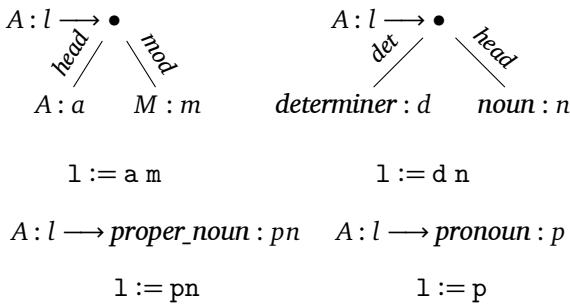 A : l ⟶ •    A : l ⟶ •
head mod    det head
A : a    M : m    determiner : d    noun : n
l := a m    l := d n
A : l ⟶ proper_noun : pn    A : l ⟶ pronoun : p
l := pn    l := p